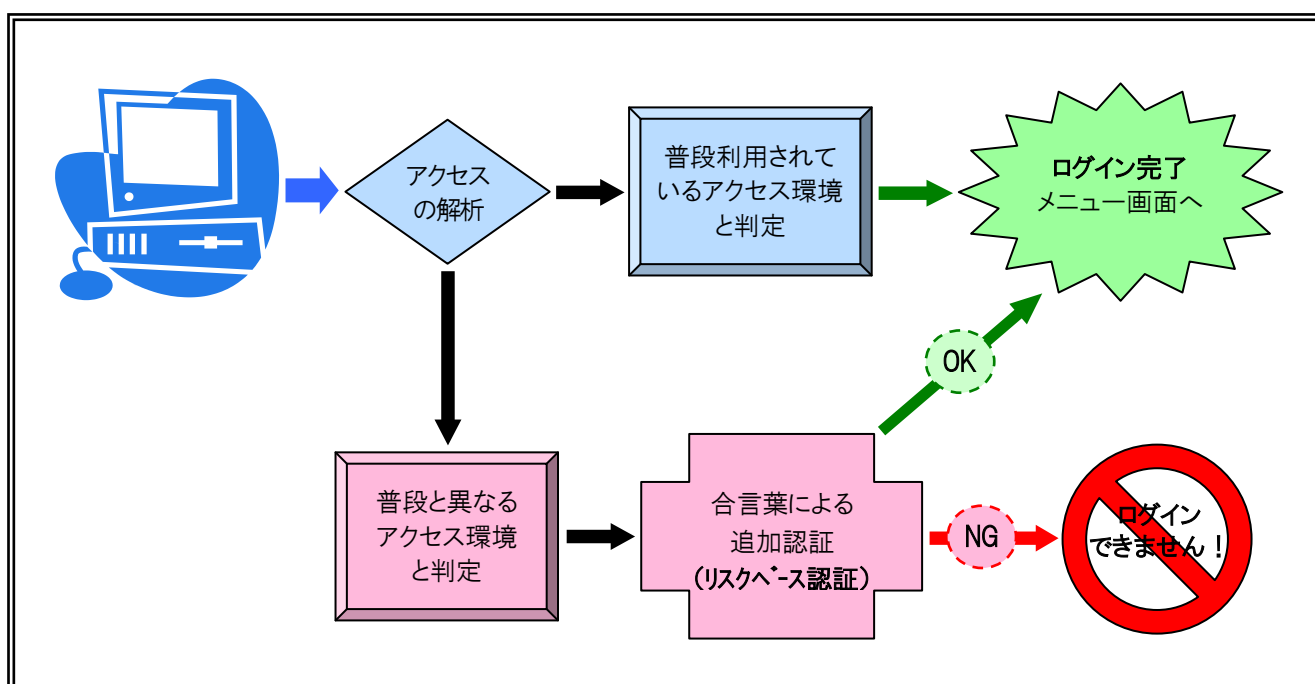 アクセス
の解析
普段利用されて
いるアクセス環境
と判定
ログイン完了
メニュー画面へ
OK
普段と異なる
アクセス環境
と判定
合言葉による
追加認証
(リスクベース認証)
NG
ログイン
できません!